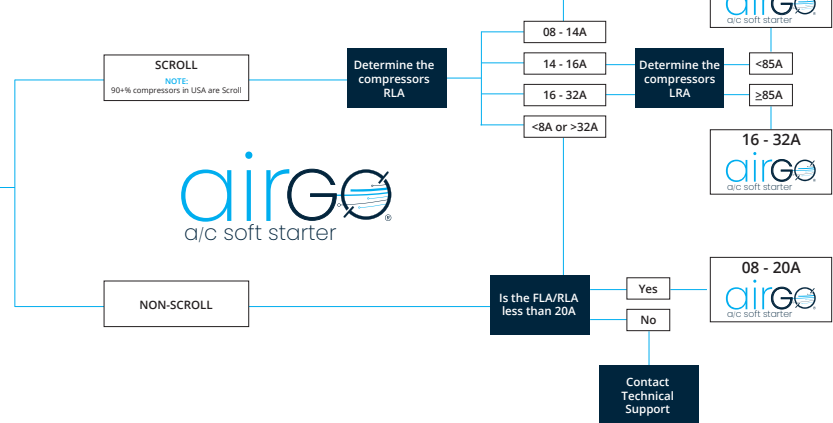 a/c soft starter
08 - 14A
SCROLL
NOTE:
90+% compressors in USA are Scroll
Determine the
compressors
RLA
14 - 16A
Determine the
compressors
LRA
<85A
16 - 32A
≥85A
<8A or >32A
16 - 32A
airGO
a/c soft starter
airGO®
a/c soft starter
08 - 20A
airGO
a/c soft starter
NON-SCROLL
Is the FLA/RLA
less than 20A
Yes
No
Contact
Technical
Support